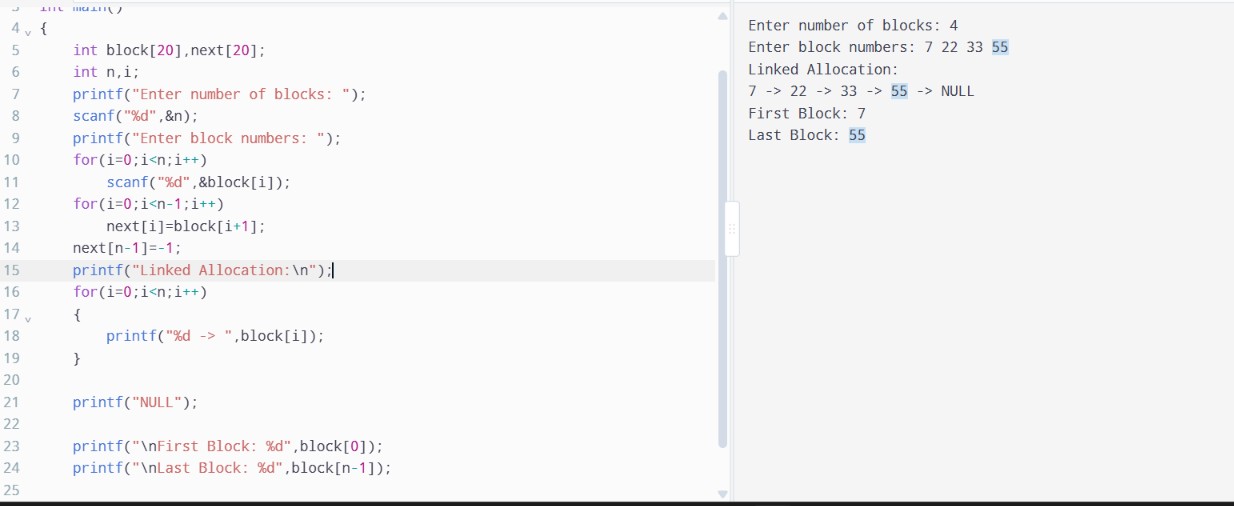 3 int main()
4 {
5 int block[20],next[20];
6 int n,i;
7 printf("Enter number of blocks: ");
8 scanf("%d",&n);
9 printf("Enter block numbers: ");
10 for(i=0;i<n;i++)
11 scanf("%d",&block[i]);
12 for(i=0;i<n-1;i++)
13 next[i]=block[i+1];
14 next[n-1]=-1;
15 printf("Linked Allocation:\n");
16 for(i=0;i<n;i++)
17 {
18 printf("%d -> ",block[i]);
19 }
20
21 printf("NULL");
22
23 printf("\nFirst Block: %d",block[0]);
24 printf("\nLast Block: %d",block[n-1]);
25
Enter number of blocks: 4
Enter block numbers: 7 22 33 55
Linked Allocation:
7 -> 22 -> 33 -> 55 -> NULL
First Block: 7
Last Block: 55